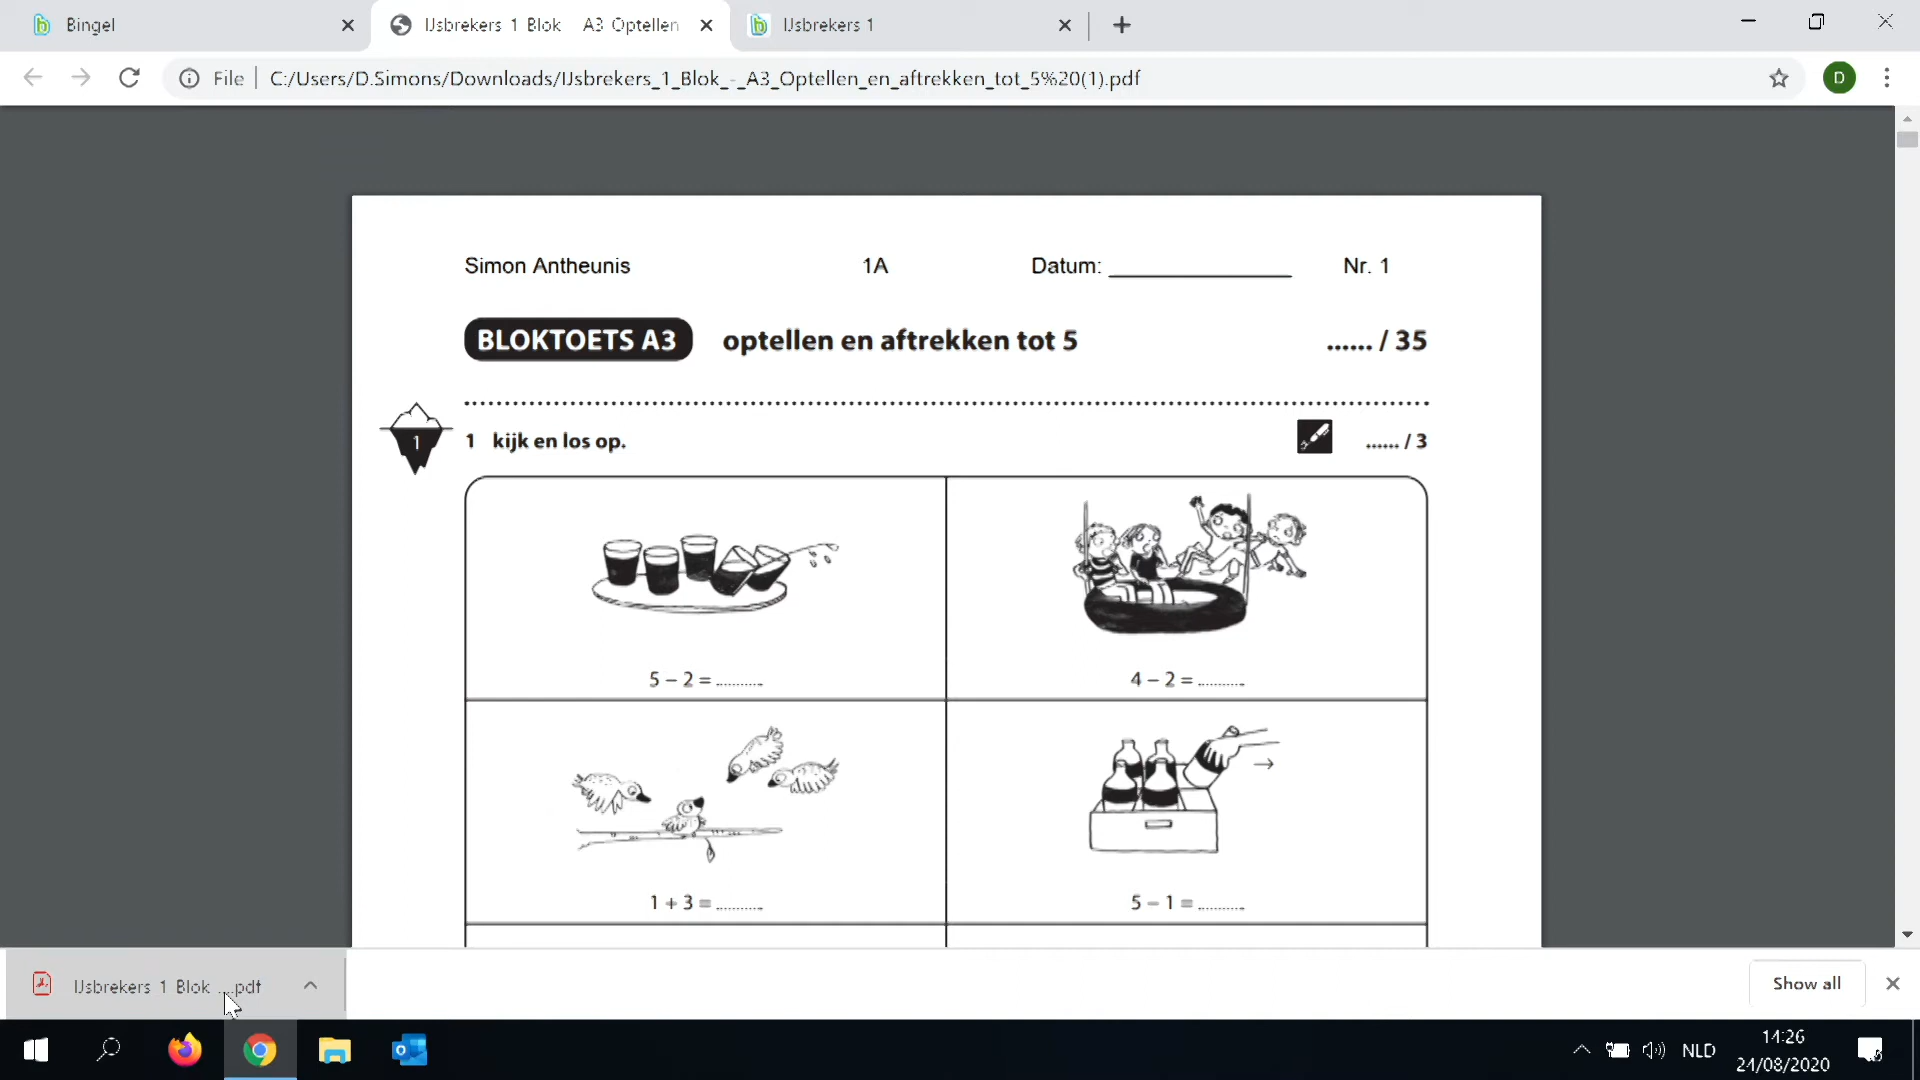 Bingel
IJsbrekers 1 Blok A3 Optellen
IJsbrekers 1
File
C:/Users/D.Simons/Downloads/IJsbrekers_1_Blok_-_A3_Optellen_en_aftrekken_tot_5%20(1).pdf
D
Simon Antheunis 1A Datum: ______________ Nr. 1
BLOKTOETS A3 optellen en aftrekken tot 5 ...... / 35
1
1 kijk en los op. ...... / 3
5 – 2 = ..........
4 – 2 = ..........
1 + 3 = ..........
5 – 1 = ..........
IJsbrekers 1 Blok ....pdf
Show all
NLD
14:26
24/08/2020